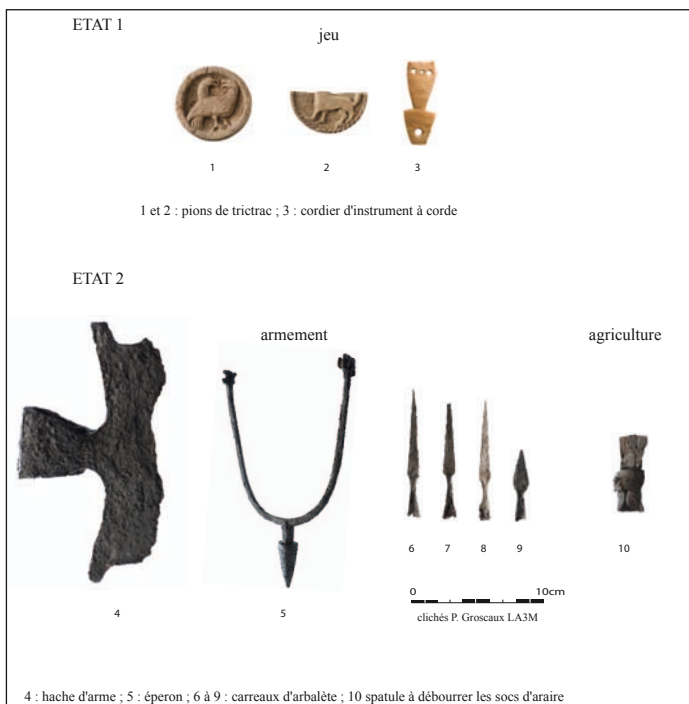 ETAT 1
jeu
1 2 3
1 et 2 : pions de trictrac ; 3 : cordier d'instrument à corde
ETAT 2
armement agriculture
6 7 8 9 10
0 10cm
clichés P. Groscaux LA3M
4 5
4 : hache d'arme ; 5 : éperon ; 6 à 9 : carreaux d'arbalète ; 10 spatule à débourrer les socs d'araire